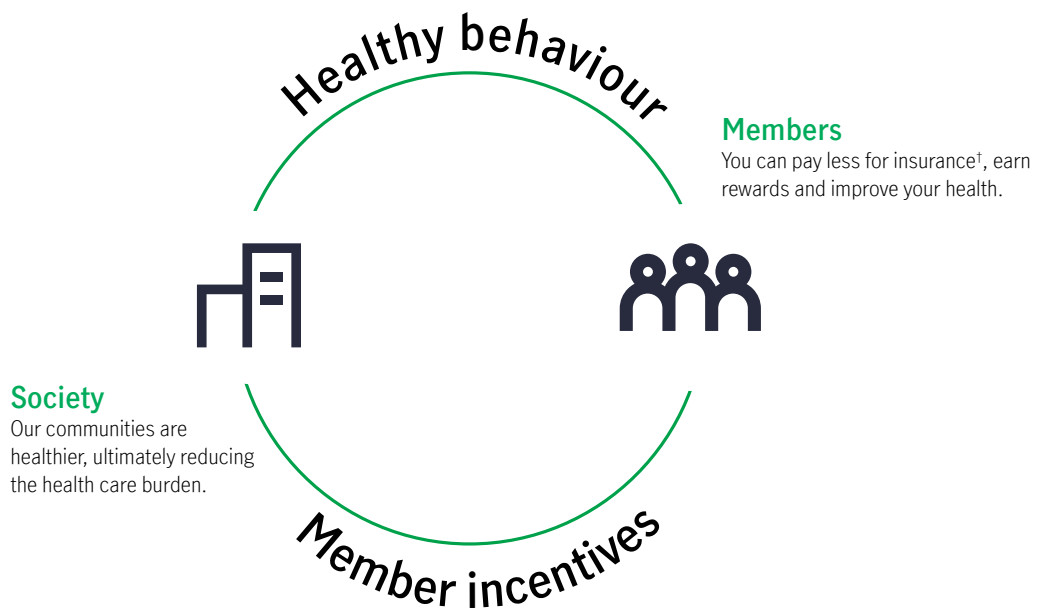 Healthy behaviour
Members
You can pay less for insurance†, earn
rewards and improve your health.
Society
Our communities are
healthier, ultimately reducing
the health care burden.
Member incentives